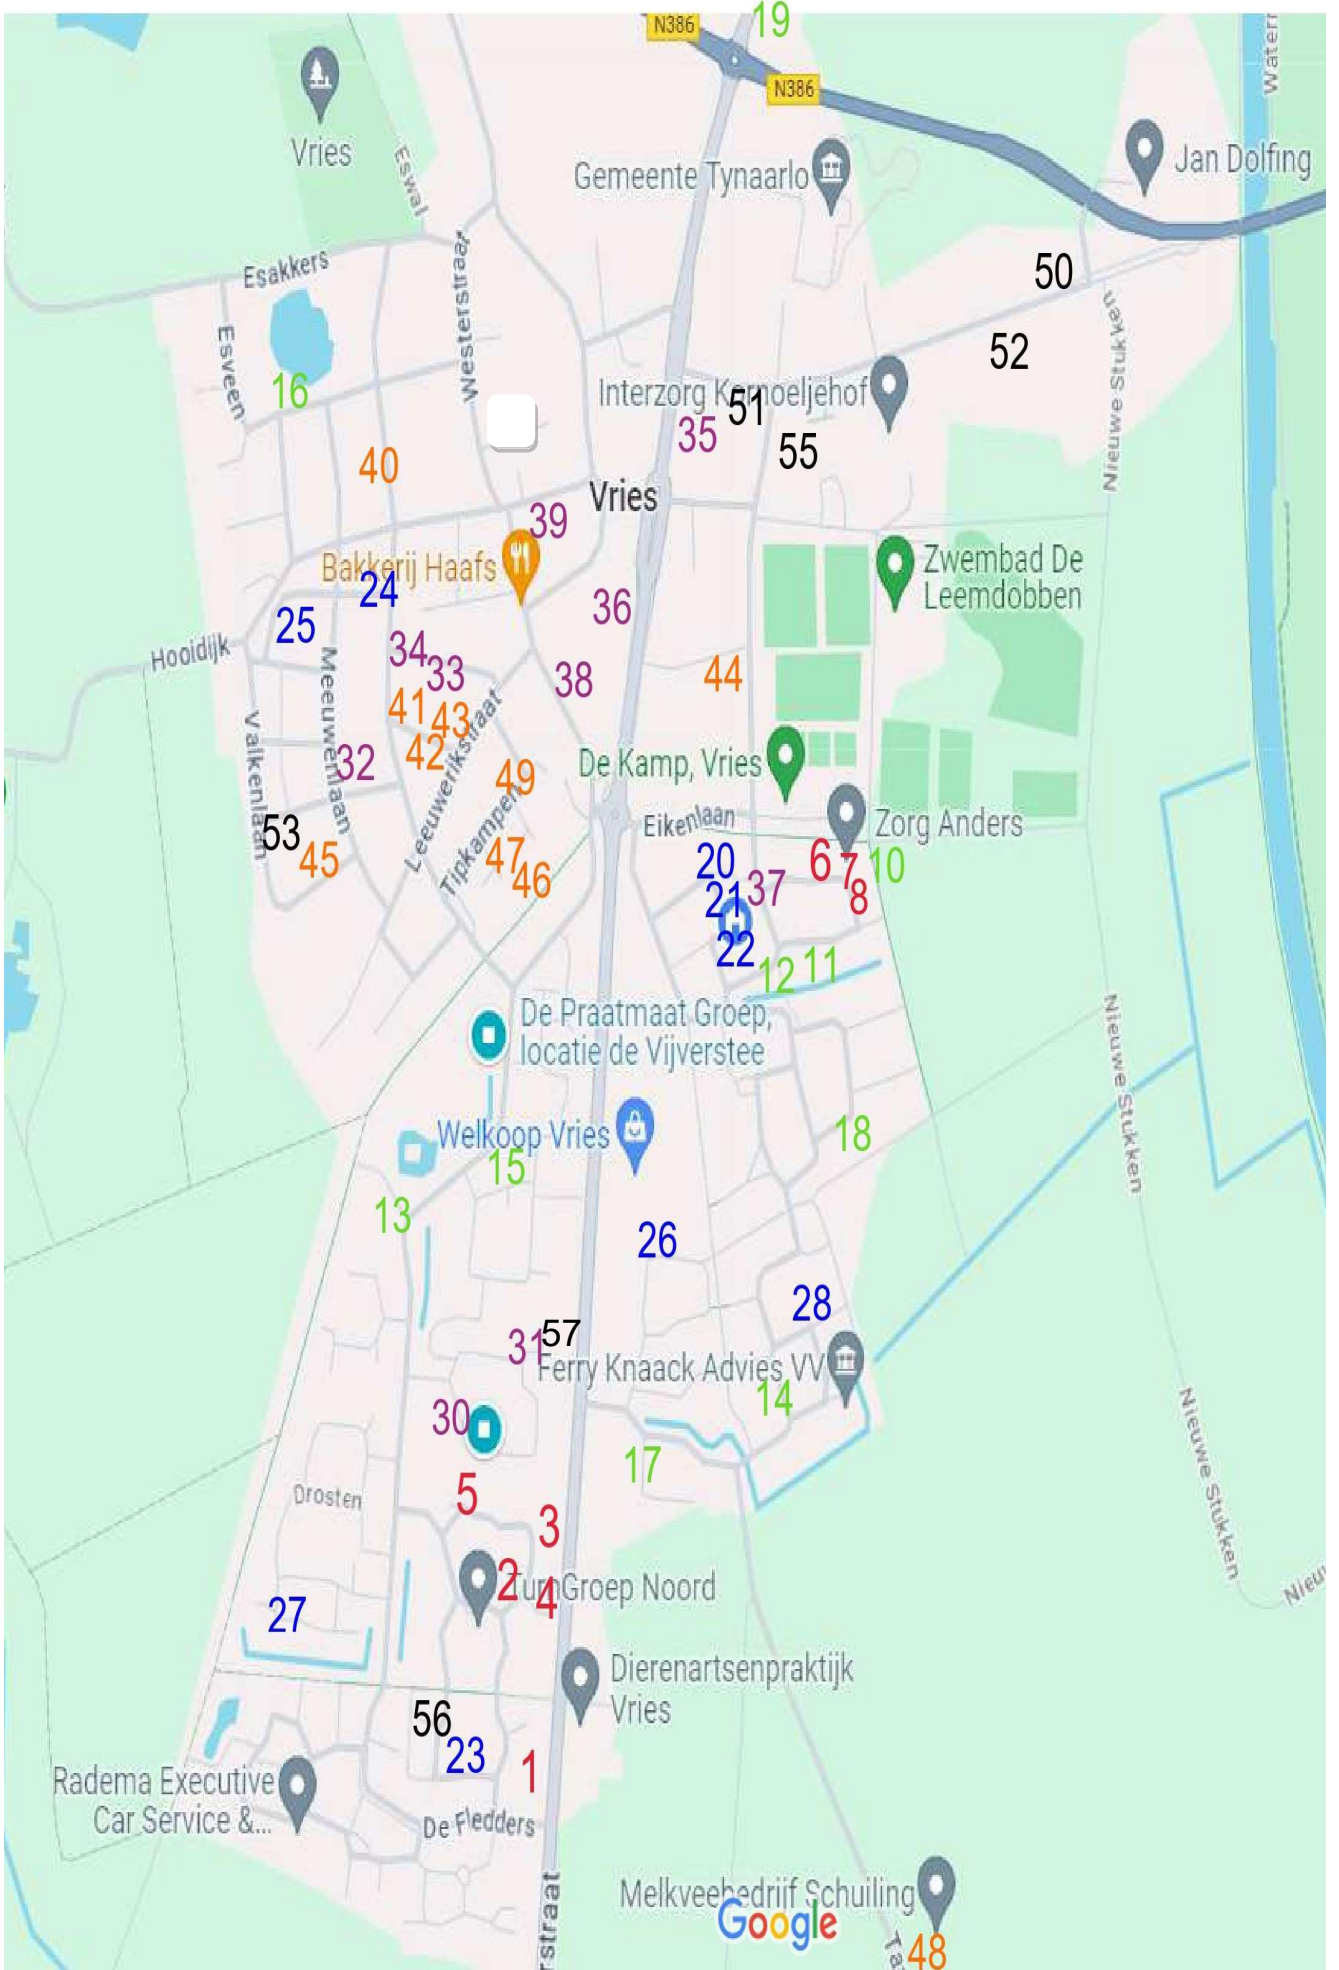 19
N386
N386
Waterr
Vries
Eswal
Gemeente Tynaarlo
Jan Dolfing
Esakkers
Westerstraat
50
Nieuwe Stukken
Esveen
52
16
Interzorg Kornoeljehof
51
35
55
40
Vries
39
Bakkerij Haafs
24
Zwembad De
Leemdobben
25
36
Hooidijk
34
33
38
44
Meeuwenlaan
41
43
42
Valkenlaan
32
Leeuwerikstraat
49
De Kamp, Vries
Tipkampen
Eikenlaan
Zorg Anders
53
45
47
46
20
6
7
10
21
37
8
22
12
11
De Praatmaat Groep,
locatie de Vijverstee
Nieuwe Stukken
Welkoop Vries
18
15
13
26
28
57
31
Ferry Knaack Advies VV
14
30
17
Nieuwe Stukken
5
Drosten
3
2
TurnGroep Noord
4
Nieuw
27
Dierenartsenpraktijk
Vries
56
23
1
Radema Executive
Car Service &...
De Fledders
rstraat
Melkveebedrijf Schuiling
Google
Ta
48